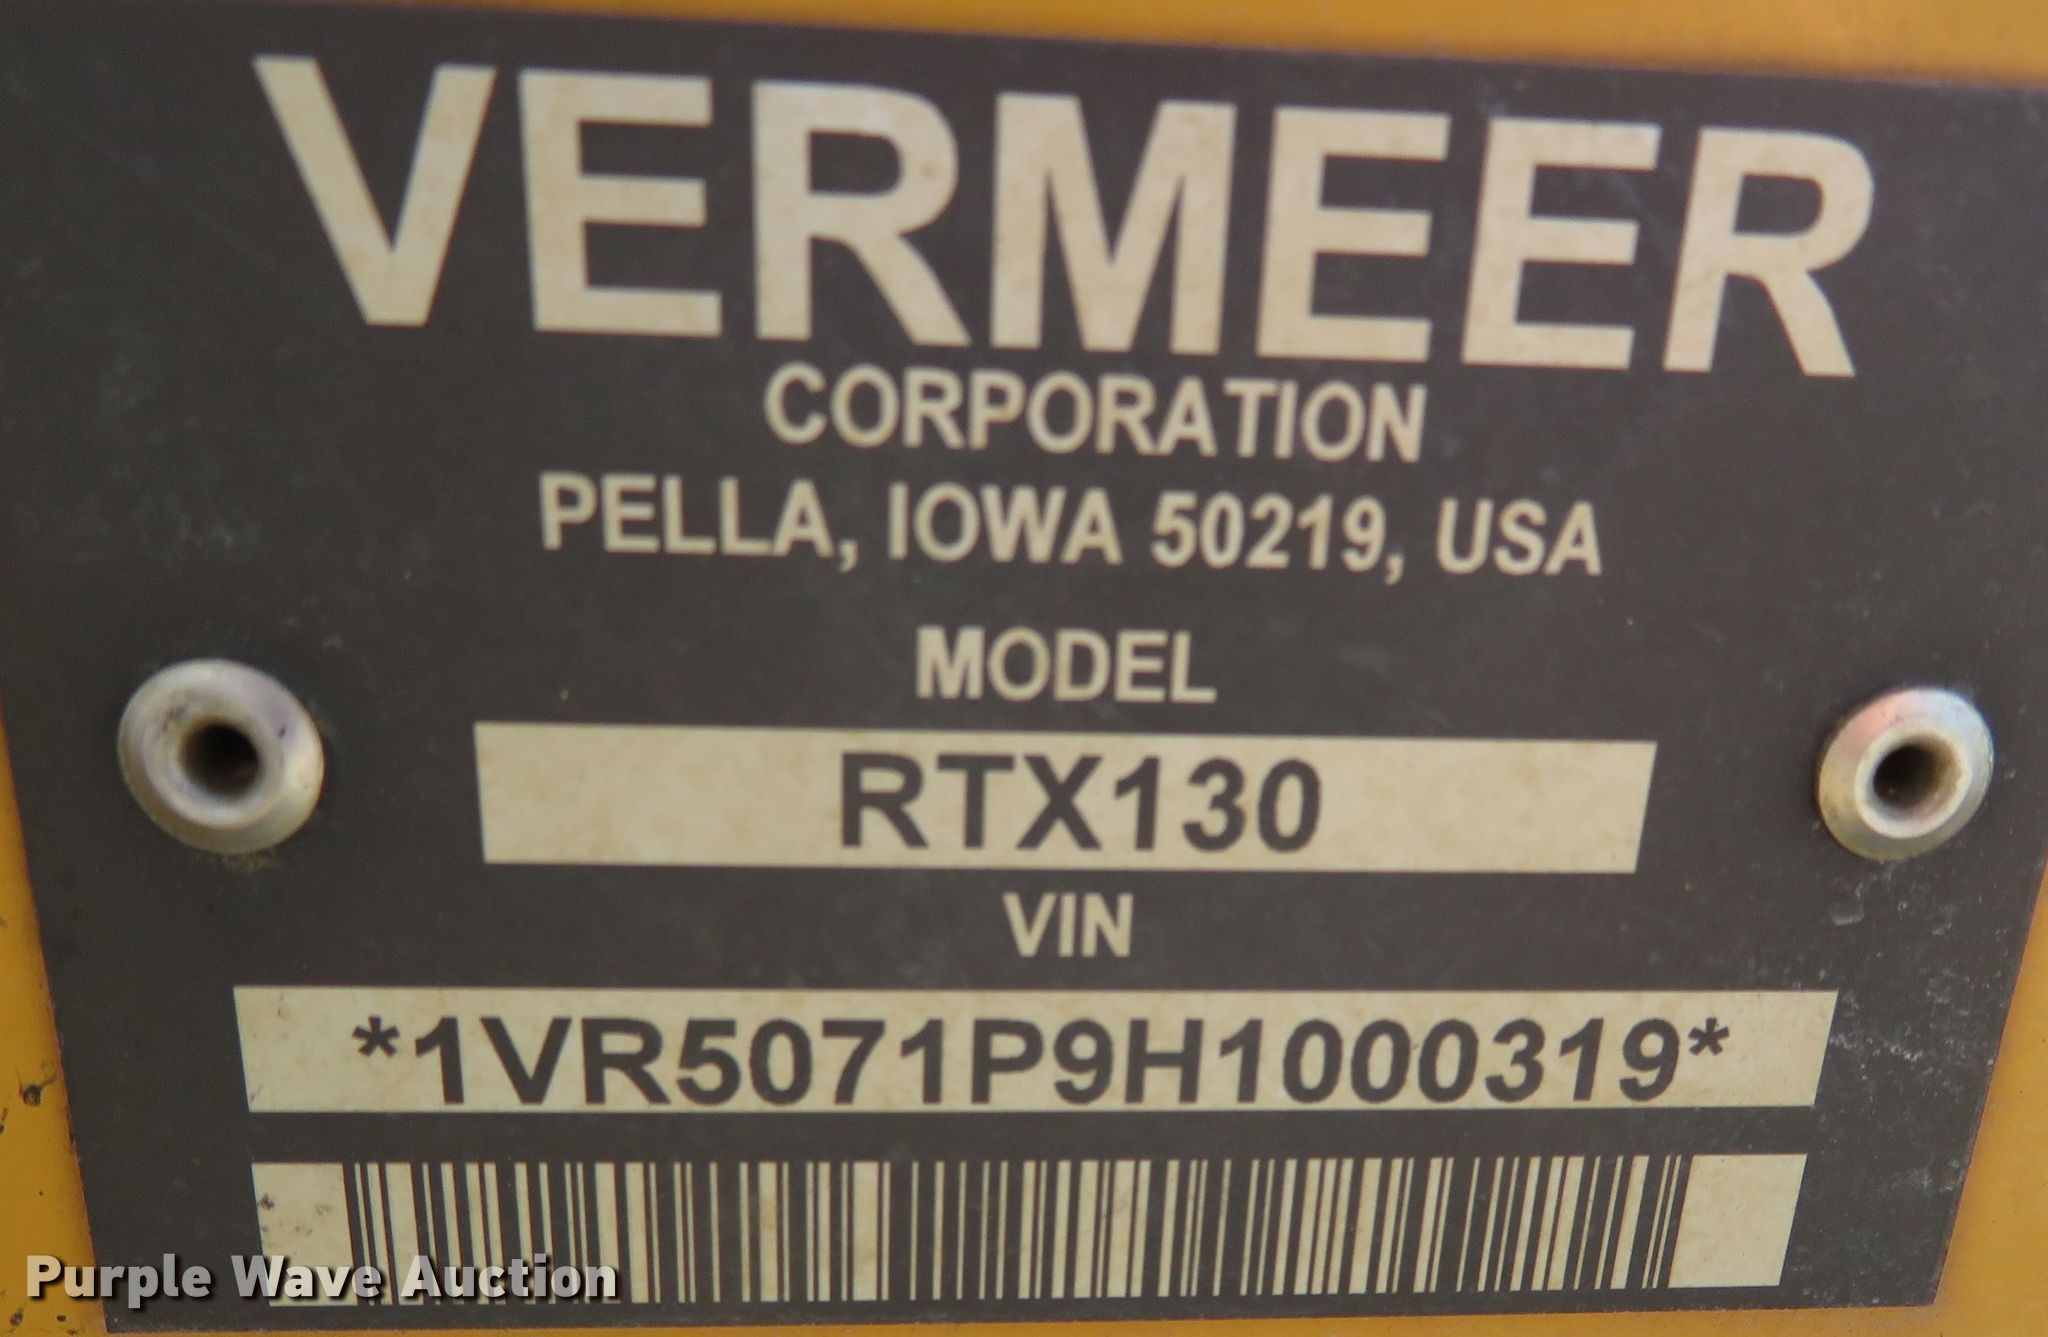 VERMEER
CORPORATION
PELLA, IOWA 50219, USA
MODEL
RTX130
VIN
*1VR5071P9H1000319*
Purple Wave Auction